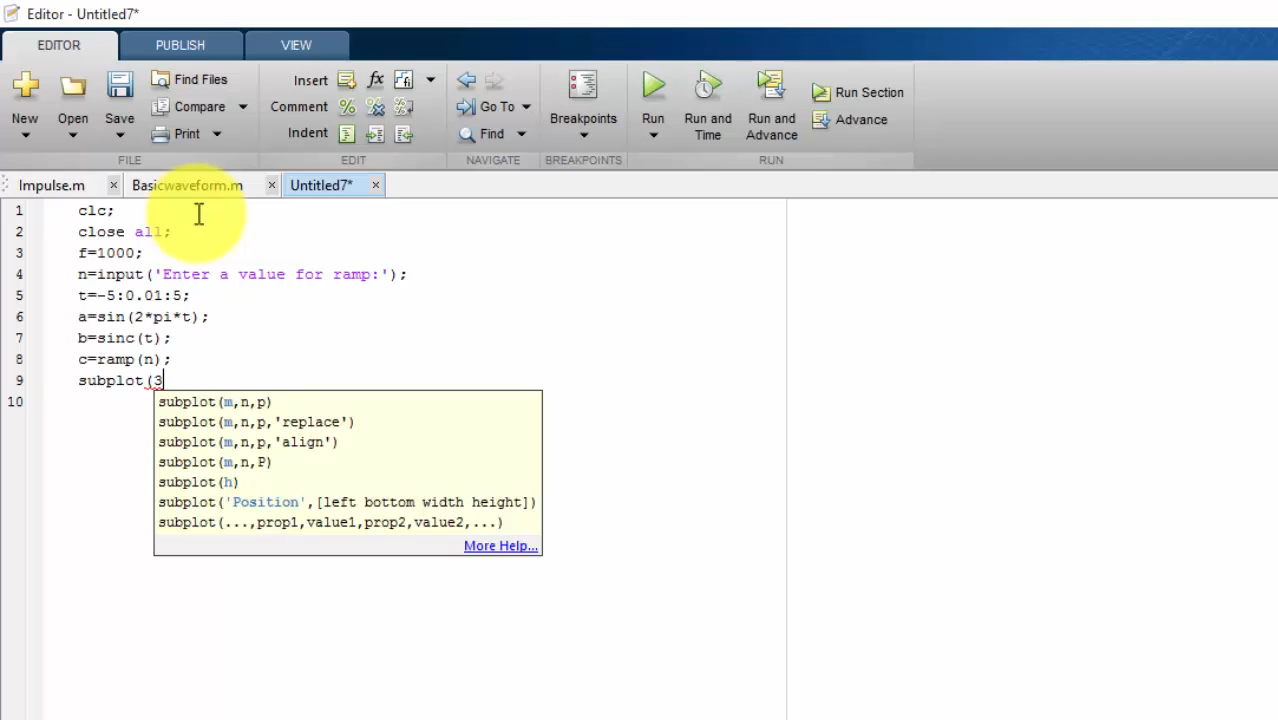 Editor - Untitled7*
EDITOR PUBLISH VIEW
New Open Save Find Files Compare Print
Insert fx Comment % Indent
Go To Find
Breakpoints
Run Run and Time Run and Advance Run Section Advance
FILE EDIT NAVIGATE BREAKPOINTS RUN
Impulse.m × Basicwaveform.m × Untitled7* ×
1 clc;
2 close all;
3 f=1000;
4 n=input('Enter a value for ramp:');
5 t=-5:0.01:5;
6 a=sin(2*pi*t);
7 b=sinc(t);
8 c=ramp(n);
9 subplot(3
10
subplot(m,n,p)
subplot(m,n,p,'replace')
subplot(m,n,p,'align')
subplot(m,n,P)
subplot(h)
subplot('Position',[left bottom width height])
subplot(...,prop1,value1,prop2,value2,...)
More Help...